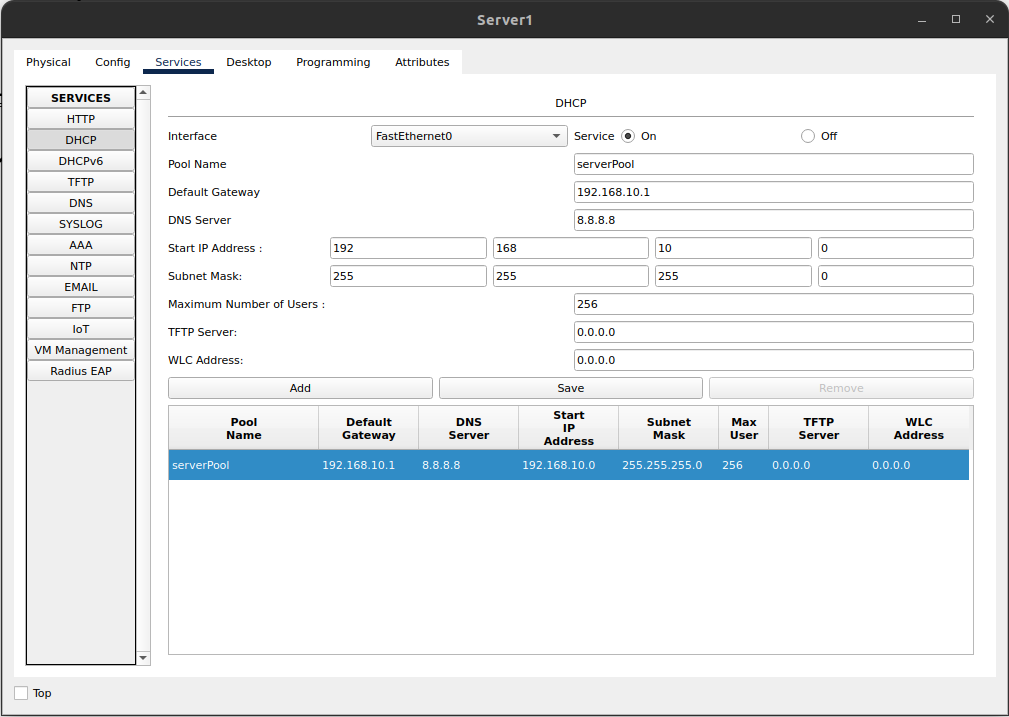 Server1
Physical Config Services Desktop Programming Attributes
SERVICES
HTTP
DHCP
DHCPv6
TFTP
DNS
SYSLOG
AAA
NTP
EMAIL
FTP
IoT
VM Management
Radius EAP
DHCP
Interface FastEthernet0 Service On Off
Pool Name serverPool
Default Gateway 192.168.10.1
DNS Server 8.8.8.8
Start IP Address : 192 168 10 0
Subnet Mask: 255 255 255 0
Maximum Number of Users : 256
TFTP Server: 0.0.0.0
WLC Address: 0.0.0.0
Add Save Remove
Pool Name Default Gateway DNS Server Start IP Address Subnet Mask Max User TFTP Server WLC Address
serverPool 192.168.10.1 8.8.8.8 192.168.10.0 255.255.255.0 256 0.0.0.0 0.0.0.0
Top